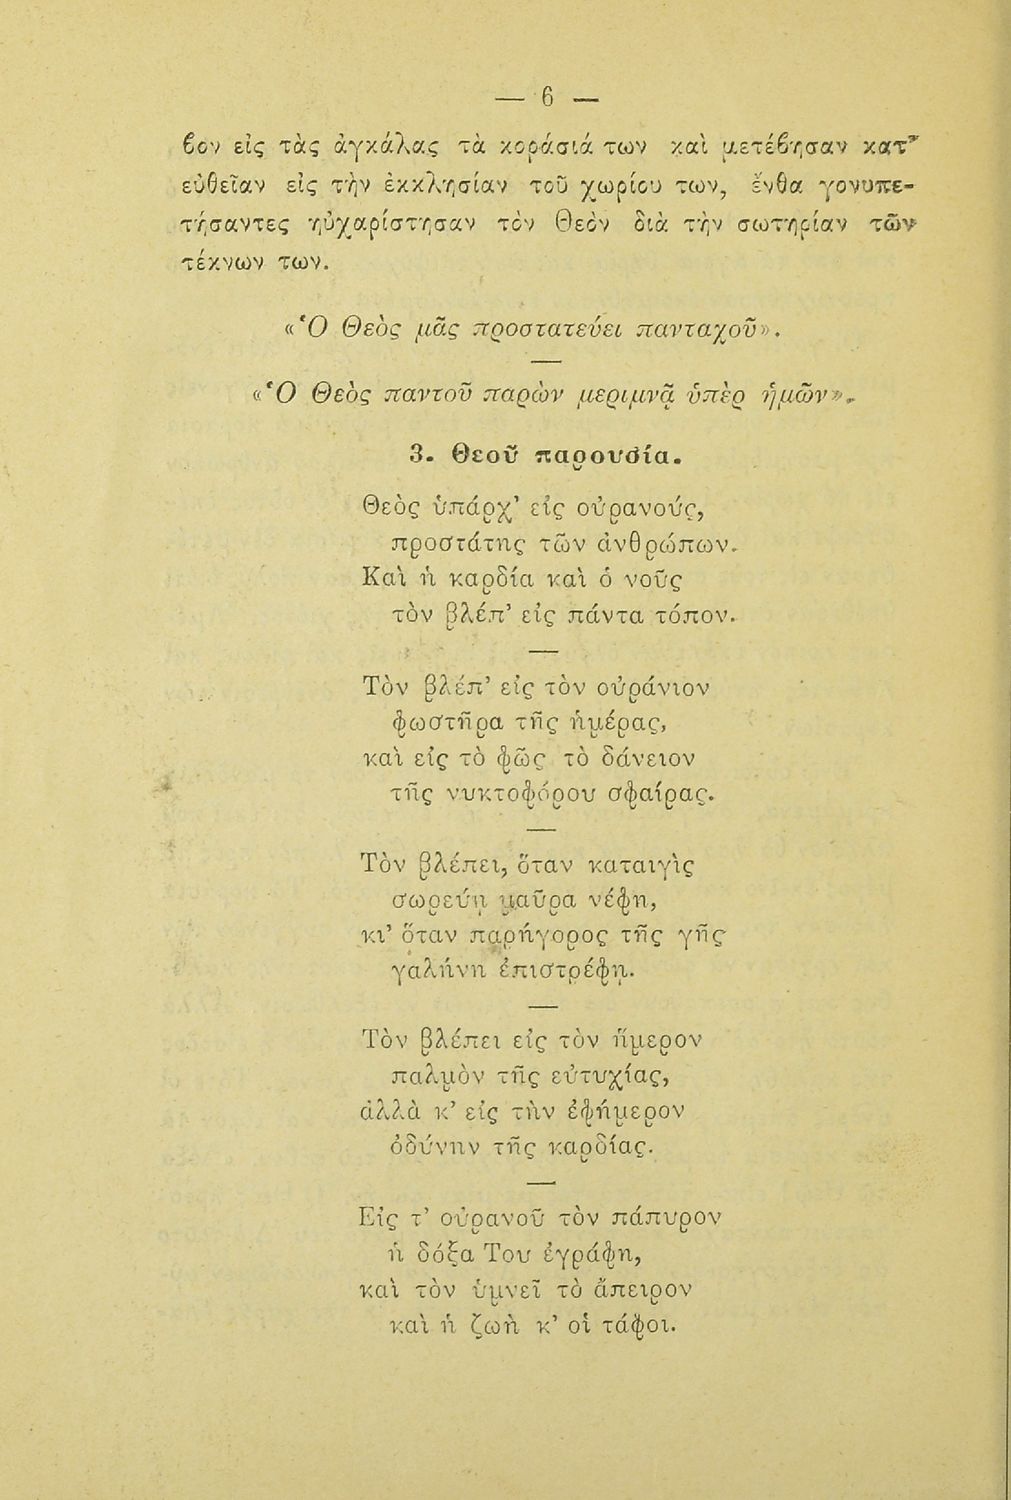 — 6 —
βον εἰς τὰς ἀγκάλας τὰ κοράσιά των καὶ μετέβησαν κατ᾽
εὐθεῖαν εἰς τὴν ἐκκλησίαν τοῦ χωρίου των, ἔνθα γονυπε-
τήσαντες ηὐχαρίστησαν τὸν Θεὸν διὰ τὴν σωτηρίαν τῶν
τέκνων των.
«Ὁ Θεὸς μᾶς προστατεύει πανταχοῦ».
«Ὁ Θεὸς παντοῦ παρὼν μεριμνᾷ ὑπὲρ ἡμῶν».
3. Θεοῦ παρουσία.
Θεὸς ὑπάρχ᾽ εἰς οὐρανούς,
προστάτης τῶν ἀνθρώπων.
Καὶ ἡ καρδία καὶ ὁ νοῦς
τὸν βλέπ᾽ εἰς πάντα τόπον.
Τὸν βλέπ᾽ εἰς τὸν οὐράνιον
φωστῆρα τῆς ἡμέρας,
καὶ εἰς τὸ φῶς τὸ δάνειον
τῆς νυκτοφόρου σφαίρας.
Τὸν βλέπει, ὅταν καταιγὶς
σωρεύῃ μαῦρα νέφη,
κι᾽ ὅταν παρήγορος τῆς γῆς
γαλήνη ἐπιστρέφῃ.
Τὸν βλέπει εἰς τὸν ἥμερον
παλμὸν τῆς εὐτυχίας,
ἀλλὰ κ᾽ εἰς τὴν ἐφήμερον
ὀδύνην τῆς καρδίας.
Εἰς τ᾽ οὐρανοῦ τὸν πάπυρον
ἡ δόξα Του ἐγράφη,
καὶ τὸν ὑμνεῖ τὸ ἄπειρον
καὶ ἡ ζωὴ κ᾽ οἱ τάφοι.